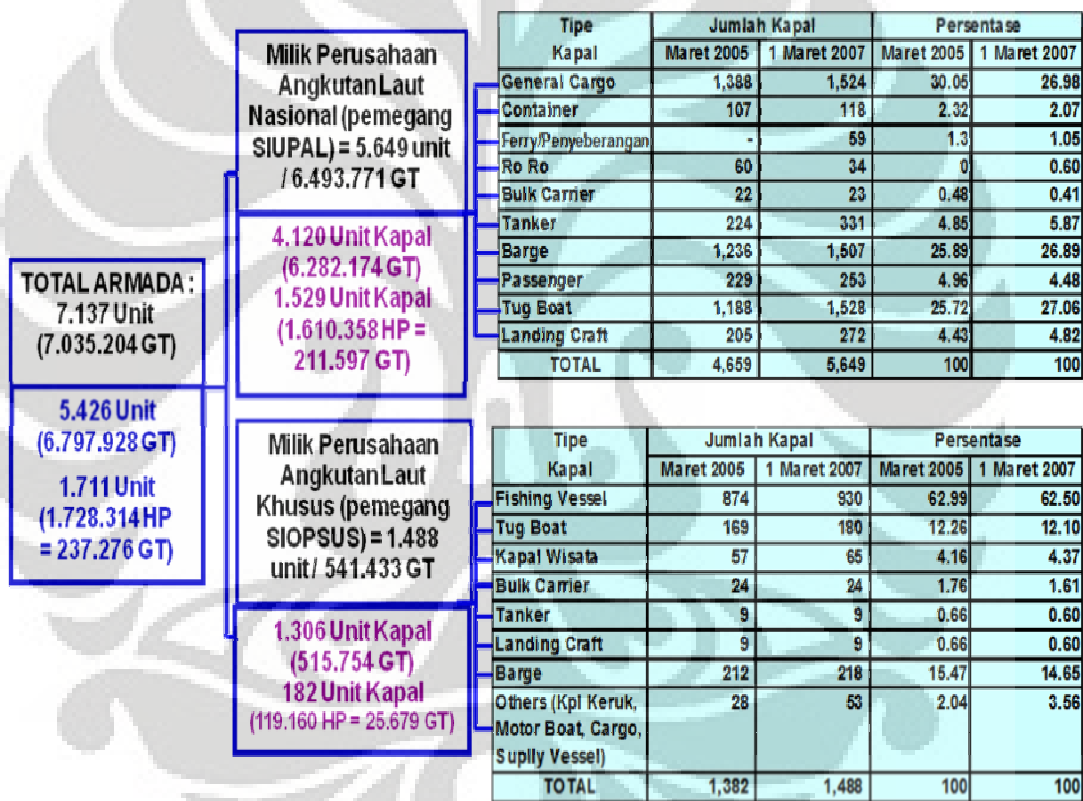 TOTAL ARMADA :
7.137 Unit
(7.035.204 GT)
5.426 Unit
(6.797.928 GT)
1.711 Unit
(1.728.314 HP
= 237.276 GT)
Milik Perusahaan
Angkutan Laut
Nasional (pemegang
SIUPAL) = 5.649 unit
/ 6.493.771 GT
4.120 Unit Kapal
(6.282.174 GT)
1.529 Unit Kapal
(1.610.358 HP =
211.597 GT)
Tipe Jumlah Kapal Persentase
Kapal Maret 2005 1 Maret 2007 Maret 2005 1 Maret 2007
General Cargo 1,388 1,524 30.05 26.98
Container 107 118 2.32 2.07
Ferry/Penyeberangan - 59 1.3 1.05
Ro Ro 60 34 0 0.60
Bulk Carrier 22 23 0.48 0.41
Tanker 224 331 4.85 5.87
Barge 1,236 1,507 25.89 26.89
Passenger 229 253 4.96 4.48
Tug Boat 1,188 1,528 25.72 27.06
Landing Craft 205 272 4.43 4.82
TOTAL 4,659 5,649 100 100
Milik Perusahaan
Angkutan Laut
Khusus (pemegang
SIOPSUS) = 1.488
unit/ 541.433 GT
1.306 Unit Kapal
(515.754 GT)
182 Unit Kapal
(119.160 HP = 25.679 GT)
Tipe Jumlah Kapal Persentase
Kapal Maret 2005 1 Maret 2007 Maret 2005 1 Maret 2007
Fishing Vessel 874 930 62.99 62.50
Tug Boat 169 180 12.26 12.10
Kapal Wisata 57 65 4.16 4.37
Bulk Carrier 24 24 1.76 1.61
Tanker 9 9 0.66 0.60
Landing Craft 9 9 0.66 0.60
Barge 212 218 15.47 14.65
Others (Kpl Keruk, 28 53 2.04 3.56
Motor Boat, Cargo,
Suplly Vessel)
TOTAL 1,382 1,488 100 100